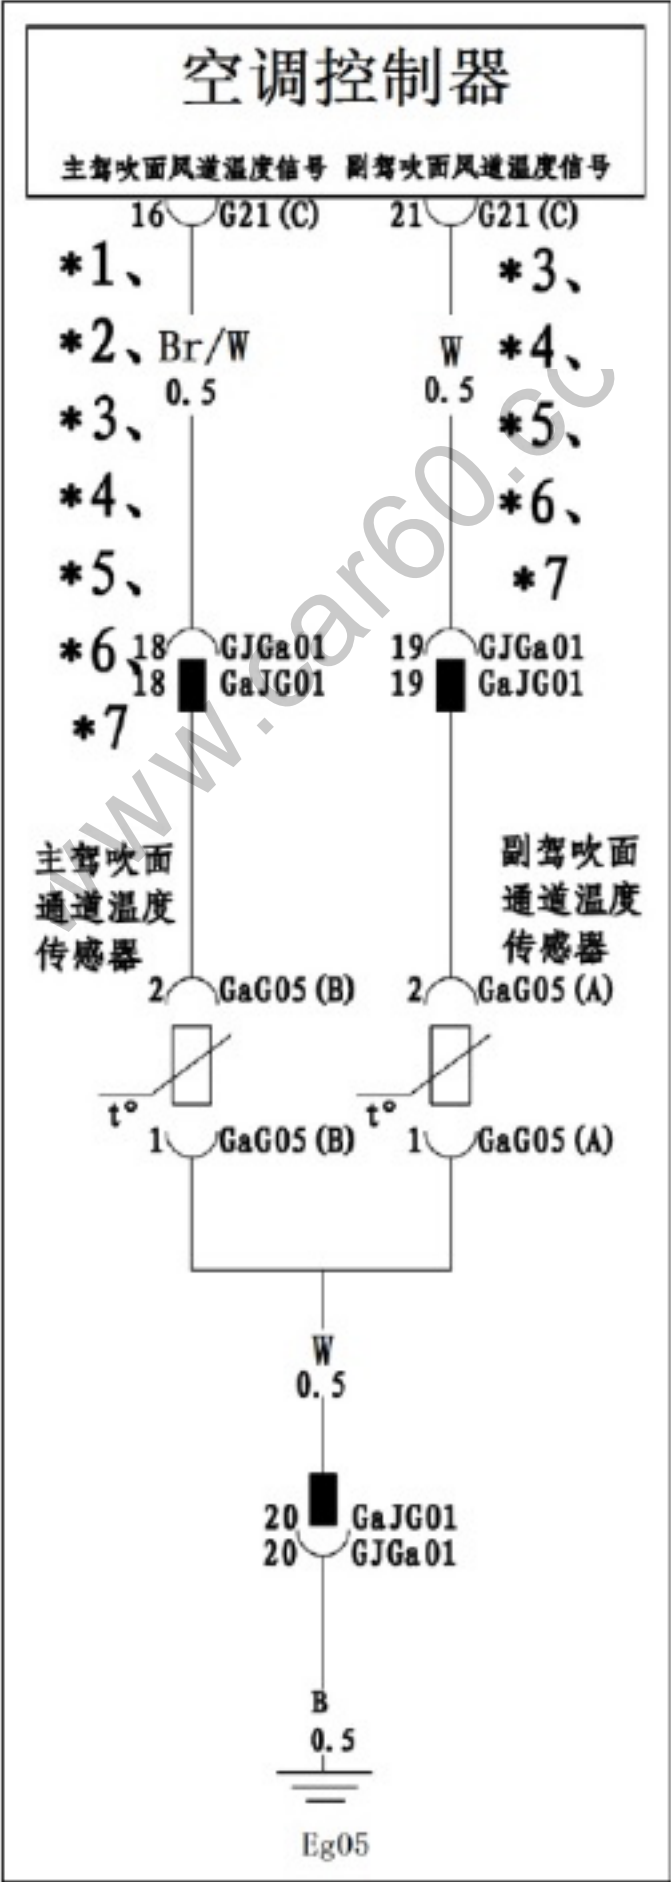 空调控制器
主驾吹面风道温度信号 副驾吹面风道温度信号
16 G21(C) 21 G21(C)
*1、
*2、
*3、
*4、
*5、
*6、
*7
Br/W
0.5
W
0.5
*3、
*4、
*5、
*6、
*7
18 GJGa01 19 GJGa01
18 GaJG01 19 GaJG01
主驾吹面
通道温度
传感器
副驾吹面
通道温度
传感器
2 GaG05(B) 2 GaG05(A)
t° t°
1 GaG05(B) 1 GaG05(A)
W
0.5
20 GaJG01
20 GJGa01
B
0.5
Eg05
www.car60.cc